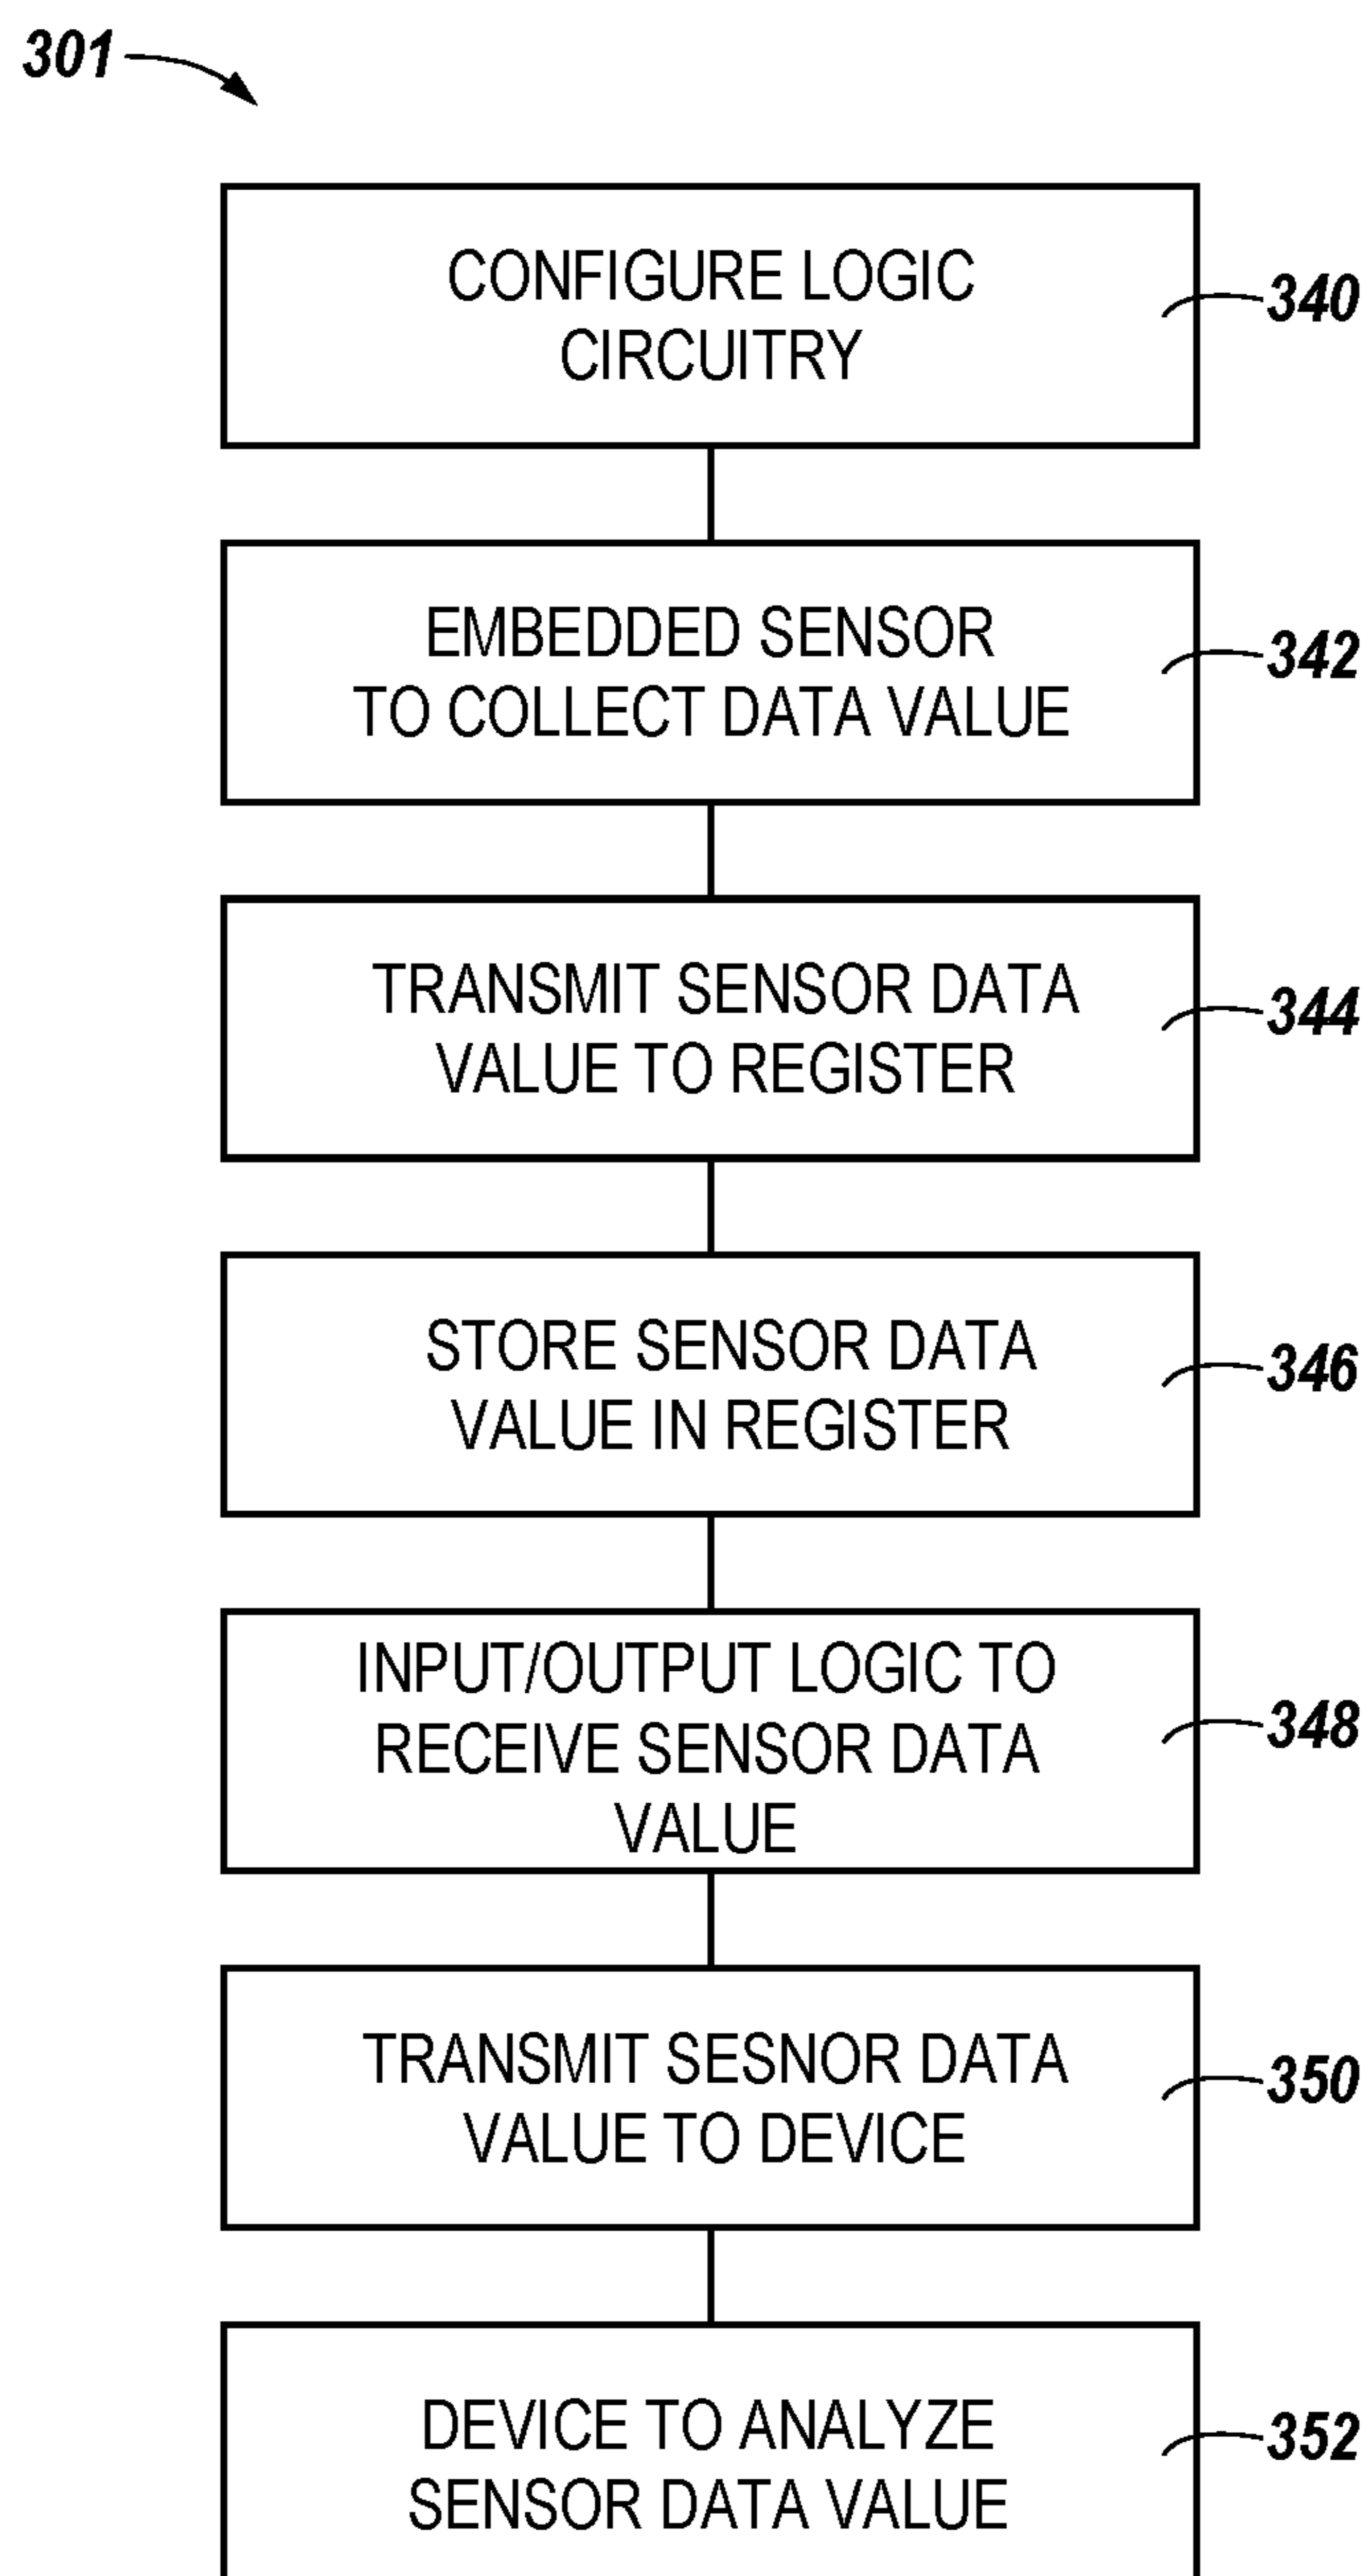 301
CONFIGURE LOGIC
CIRCUITRY
340
EMBEDDED SENSOR
TO COLLECT DATA VALUE
342
TRANSMIT SENSOR DATA
VALUE TO REGISTER
344
STORE SENSOR DATA
VALUE IN REGISTER
346
INPUT/OUTPUT LOGIC TO
RECEIVE SENSOR DATA
VALUE
348
TRANSMIT SESNOR DATA
VALUE TO DEVICE
350
DEVICE TO ANALYZE
SENSOR DATA VALUE
352